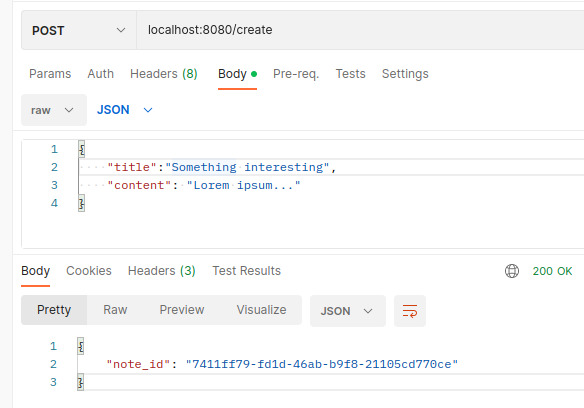 POST localhost:8080/create
Params Auth Headers (8) Body Pre-req. Tests Settings
raw JSON
1 {
2 "title":"Something interesting",
3 "content": "Lorem ipsum..."
4 }
Body Cookies Headers (3) Test Results 200 OK
Pretty Raw Preview Visualize JSON
1 {
2 "note_id": "7411ff79-fd1d-46ab-b9f8-21105cd770ce"
3 }